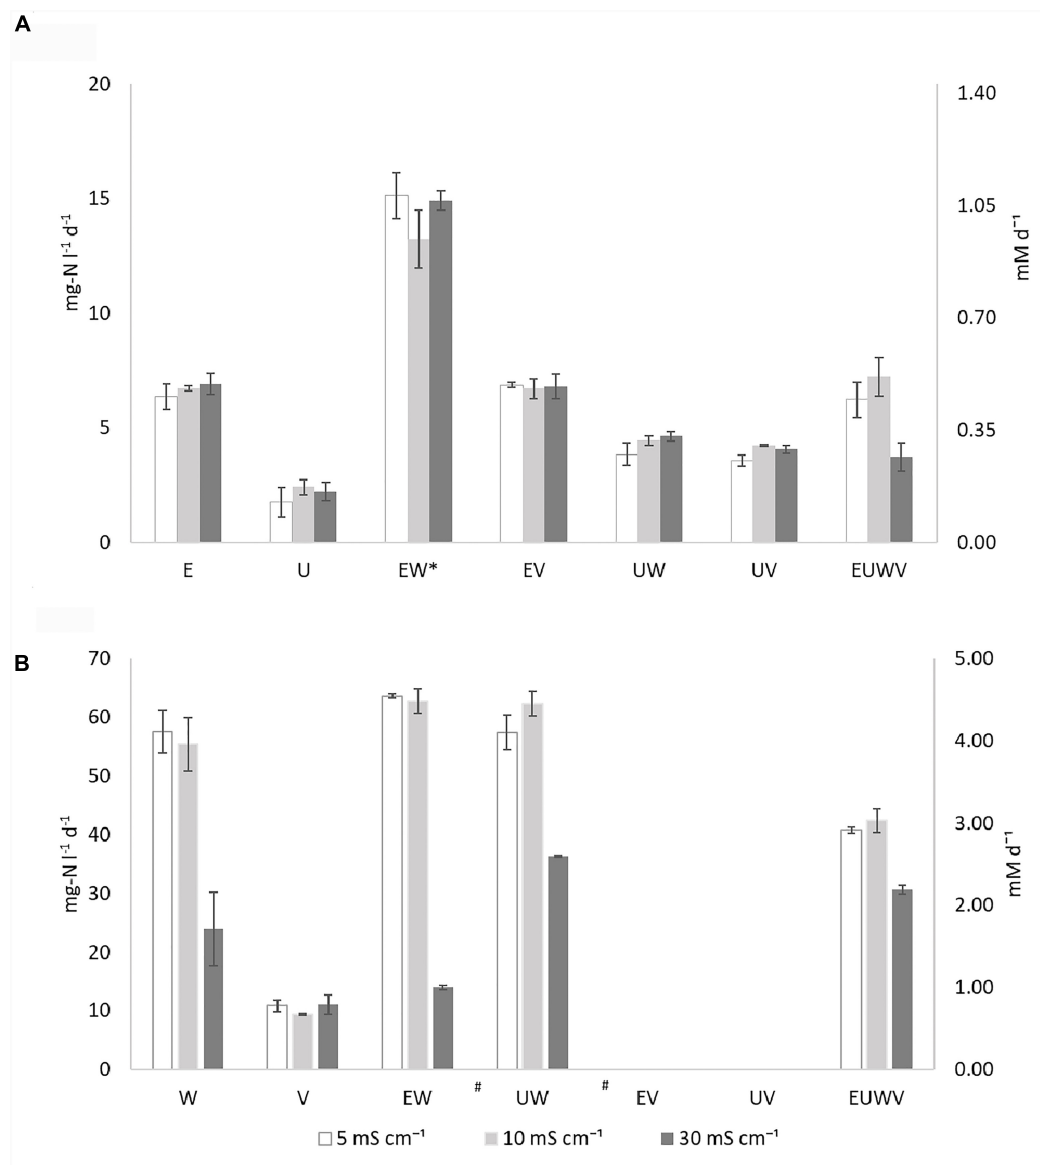 A
20
15
10
5
0
mg-N l⁻¹ d⁻¹
1.40
1.05
0.70
0.35
0.00
mM d⁻¹
E U EW* EV UW UV EUWV
B
70
60
50
40
30
20
10
0
mg-N l⁻¹ d⁻¹
5.00
4.00
3.00
2.00
1.00
0.00
mM d⁻¹
W V EW # UW # EV UV EUWV
5 mS cm⁻¹ 10 mS cm⁻¹ 30 mS cm⁻¹